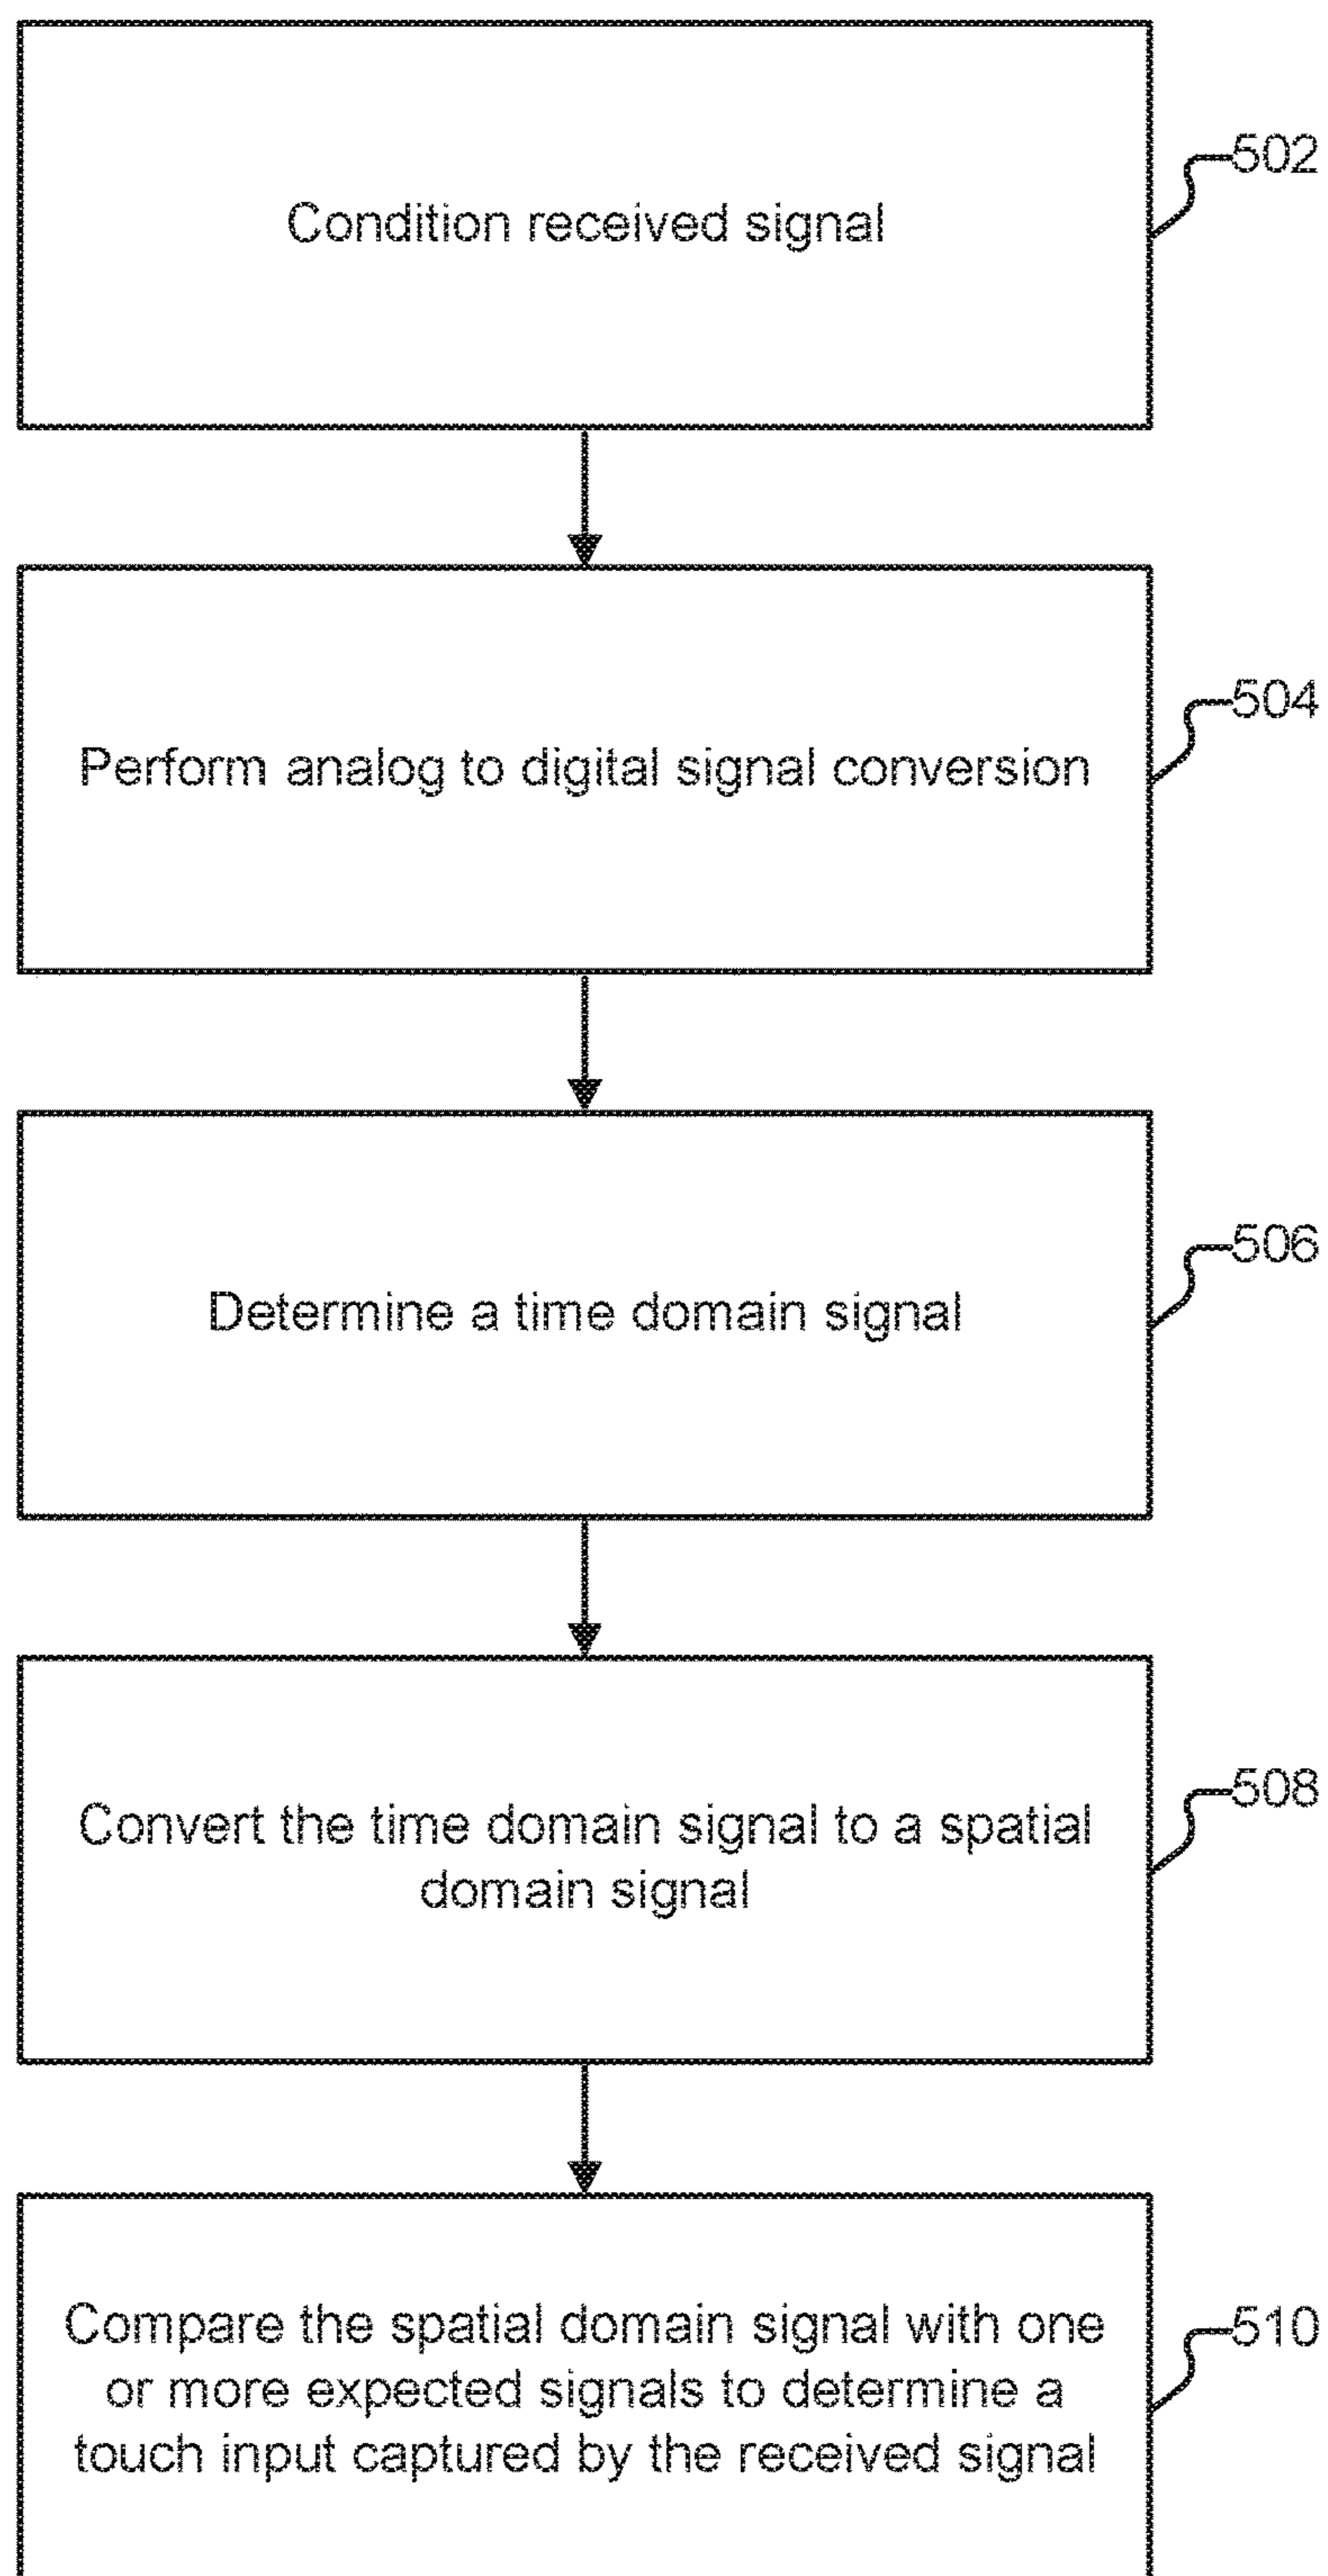 Condition received signal
502
Perform analog to digital signal conversion
504
Determine a time domain signal
506
Convert the time domain signal to a spatial
domain signal
508
Compare the spatial domain signal with one
or more expected signals to determine a
touch input captured by the received signal
510